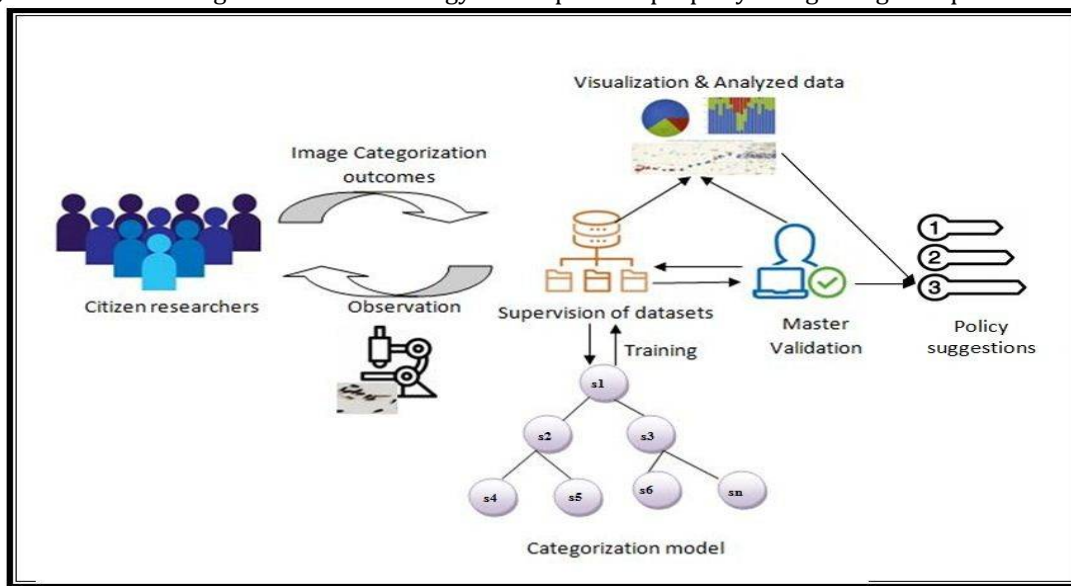 Visualization & Analyzed data
Image Categorization
outcomes
Citizen researchers
Observation
Supervision of datasets
Master
Validation
1
2
3
Policy
suggestions
Training
s1
s2
s3
s4
s5
s6
sn
Categorization model